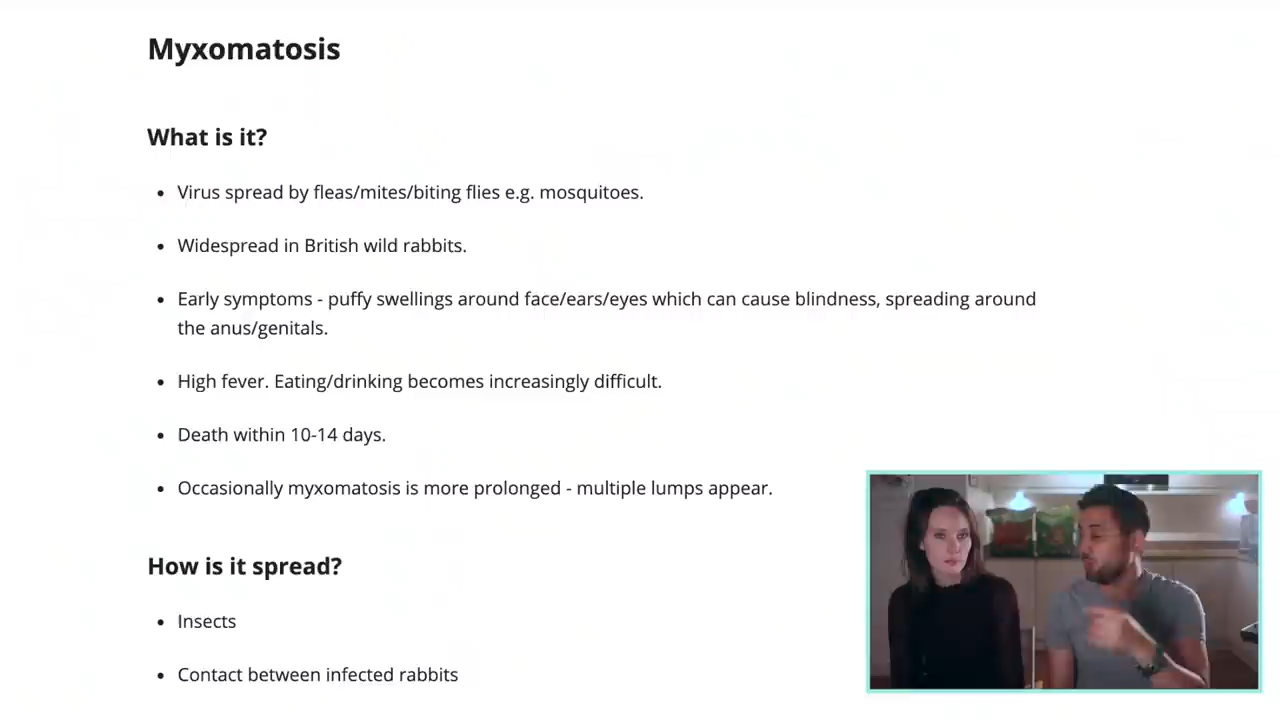 Myxomatosis
What is it?
• Virus spread by fleas/mites/biting flies e.g. mosquitoes.
• Widespread in British wild rabbits.
• Early symptoms - puffy swellings around face/ears/eyes which can cause blindness, spreading around
the anus/genitals.
• High fever. Eating/drinking becomes increasingly difficult.
• Death within 10-14 days.
• Occasionally myxomatosis is more prolonged - multiple lumps appear.
How is it spread?
• Insects
• Contact between infected rabbits